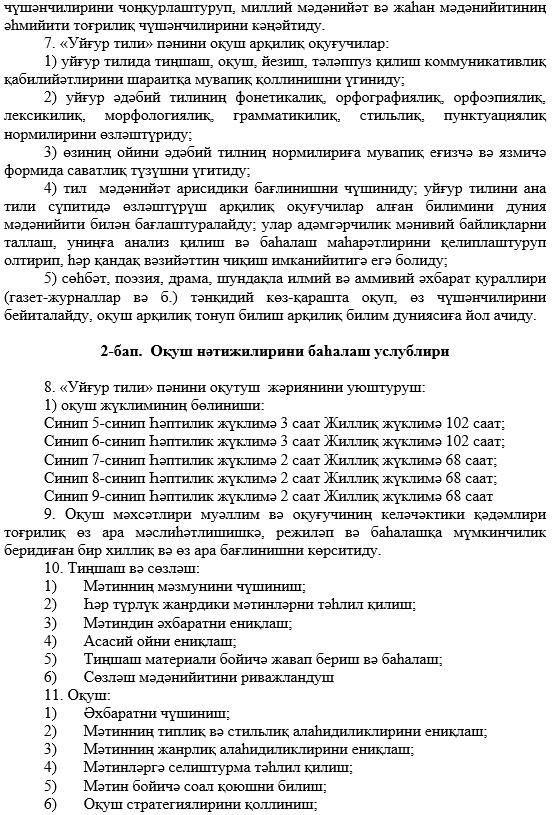 чүшәнчилирини чоңқурлаштуруп, миллий мәдәнийәт вә жаһан мәдәнийитиниң
әһмийити тоғрилиқ чүшәнчилирини кәңәйтиду.
7. «Уйғур тили» пәнини оқуш арқилиқ оқуғучилар:
1) уйғур тилида тиңшаш, оқуш, йезиш, тәләппуз қилиш коммуникативлиқ
қабилийәтлирини шараитқа мувапиқ қоллинишни үгиниду;
2) уйғур әдәбий тилиниң фонетикалиқ, орфографиялиқ, орфоэпиялиқ,
лексикилиқ, морфологиялиқ, грамматикилиқ, стильлиқ, пунктуациялиқ
нормилирини өзләштүриду;
3) өзиниң ойини әдәбий тилниң нормилириға мувапиқ еғизчә вә язмичә
формида саватлиқ түзүшни үгитиду;
4) тил мәдәнийәт арисидики бағлинишни чүшиниду; уйғур тилини ана
тили сүпитидә өзләштүрүш арқилиқ оқуғучилар алған билимини дуния
мәдәнийити билән бағлаштуралайду; улар адәмгәрчилик мәнивий байлиқларни
таллаш, униңға анализ қилиш вә баһалаш маһарәтлирини қелиплаштуруп
олтирип, һәр қандақ вәзийәттин чиқиш имканийитигә егә болиду;
5) сөһбәт, поэзия, драма, шундақла илмий вә аммивий әхбарат қураллири
(газет-журналлар вә б.) тәнқидий көз-қарашта оқуп, өз чүшәнчилирини
бейиталайду, оқуш арқилиқ тонуп билиш арқилиқ билим дуниясиға йол ачиду.
2-бап. Оқуш нәтижилирини баһалаш услублири
8. «Уйғур тили» пәнини оқутуш жәриянини уюштуруш:
1) оқуш жүклиминиң бөлиниши:
Синип 5-синип Һәптилик жүклимә 3 саат Жиллиқ жүклимә 102 саат;
Синип 6-синип Һәптилик жүклимә 3 саат Жиллиқ жүклимә 102 саат;
Синип 7-синип Һәптилик жүклимә 2 саат Жиллиқ жүклимә 68 саат;
Синип 8-синип Һәптилик жүклимә 2 саат Жиллиқ жүклимә 68 саат;
Синип 9-синип Һәптилик жүклимә 2 саат Жиллиқ жүклимә 68 саат
9. Оқуш мәхсәтлири муәллим вә оқуғучиниң келәчәктики қәдәмлири
тоғрилиқ өз ара мәслиһәтлишишкә, режиләп вә баһалашқа мүмкинчилик
беридиған бир хиллиқ вә өз ара бағлинишни көрситиду.
10. Тиңшаш вә сөзләш:
1) Мәтинниң мәзмунини чүшиниш;
2) Һәр түрлүк жанрдики мәтинләрни тәһлил қилиш;
3) Мәтиндин әхбаратни ениқлаш;
4) Асасий ойни ениқлаш;
5) Тиңшаш материали бойичә жавап бериш вә баһалаш;
6) Сөзләш мәдәнийитини риважландуш
11. Оқуш:
1) Әхбаратни чүшиниш;
2) Мәтинниң типлиқ вә стильлиқ алаһидиликлирини ениқлаш;
3) Мәтинниң жанрлиқ алаһидиликлирини ениқлаш;
4) Мәтинләргә селиштурма тәһлил қилиш;
5) Мәтин бойичә соал қоюшни билиш;
6) Оқуш стратегиялирини қоллиниш;